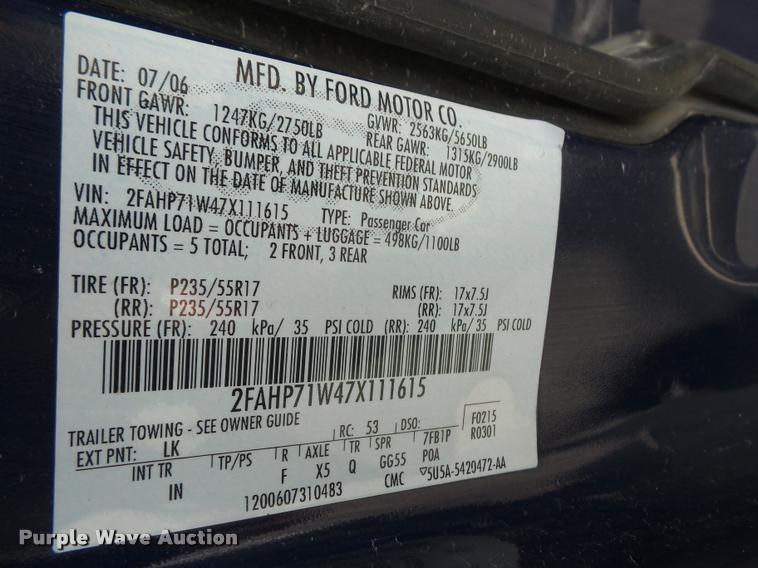 DATE: 07/06 MFD. BY FORD MOTOR CO.
FRONT GAWR: 1247KG/2750LB GVWR: 2563KG/5650LB
REAR GAWR: 1315KG/2900LB
THIS VEHICLE CONFORMS TO ALL APPLICABLE FEDERAL MOTOR
VEHICLE SAFETY, BUMPER, AND THEFT PREVENTION STANDARDS
IN EFFECT ON THE DATE OF MANUFACTURE SHOWN ABOVE.
VIN: 2FAHP71W47X111615 TYPE: Passenger Car
MAXIMUM LOAD = OCCUPANTS + LUGGAGE = 498KG/1100LB
OCCUPANTS = 5 TOTAL; 2 FRONT, 3 REAR
TIRE (FR): P235/55R17 RIMS (FR): 17x7.5J
(RR): P235/55R17 (RR): 17x7.5J
PRESSURE (FR): 240 kPa/ 35 PSI COLD (RR): 240 kPa/ 35 PSI COLD
2FAHP71W47X111615
TRAILER TOWING - SEE OWNER GUIDE
EXT PNT: LK RC: 53 DSO: F0215
7FB1P R0301
INT TR TP/PS R AXLE TR SPR POA
IN F X5 Q GG55 5U5A-5420472-AA
1200607310483 CMC
Purple Wave Auction